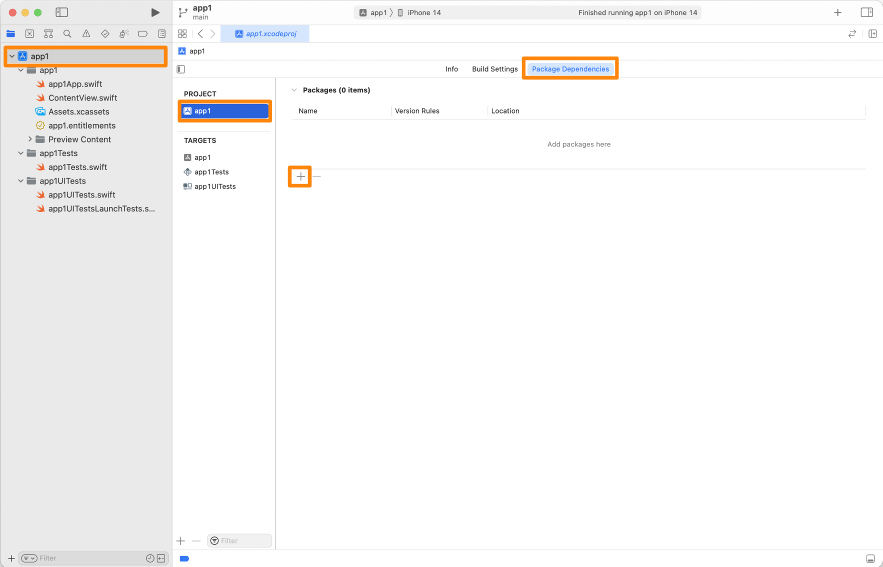 app1
main
app1 〉 iPhone 14
Finished running app1 on iPhone 14
app1.xcodeproj
app1
app1
app1App.swift
ContentView.swift
Assets.xcassets
app1.entitlements
Preview Content
app1Tests
app1Tests.swift
app1UITests
app1UITests.swift
app1UITestsLaunchTests.s...
Filter
app1
Info
Build Settings
Package Dependencies
PROJECT
app1
TARGETS
app1
app1Tests
app1UITests
Filter
Packages (0 items)
Name
Version Rules
Location
Add packages here